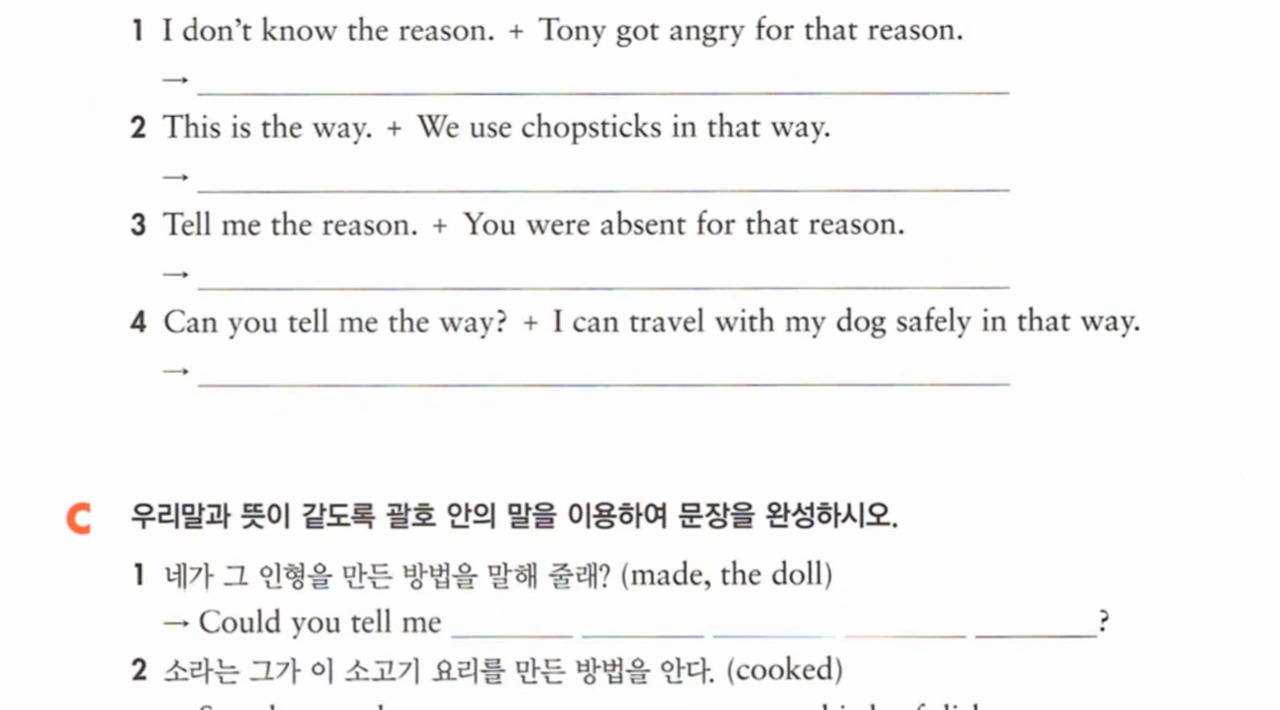 1 I don't know the reason. + Tony got angry for that reason.
→
2 This is the way. + We use chopsticks in that way.
→
3 Tell me the reason. + You were absent for that reason.
→
4 Can you tell me the way? + I can travel with my dog safely in that way.
→
C 우리말과 뜻이 같도록 괄호 안의 말을 이용하여 문장을 완성하시오.
1 네가 그 인형을 만든 방법을 말해 줄래? (made, the doll)
→ Could you tell me _____ _____ _____ _____ _____?
2 소라는 그가 이 소고기 요리를 만든 방법을 안다. (cooked)